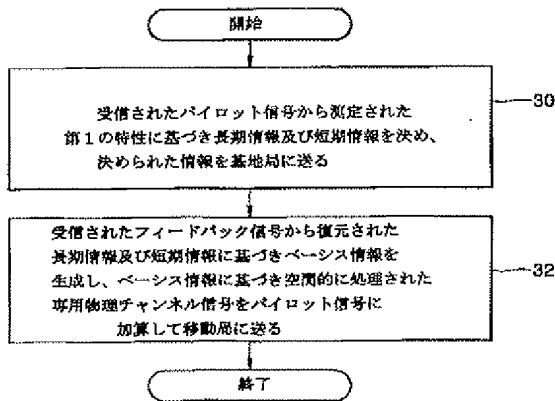 開始
受信されたパイロット信号から測定された
第1の特性に基づき長期情報及び短期情報を決め、
決められた情報を基地局に送る
30
受信されたフィードバック信号から復元された
長期情報及び短期情報に基づきベーシス情報を
生成し、ベーシス情報に基づき空間的に処理された
専用物理チャンネル信号をパイロット信号に
加算して移動局に送る
32
終了